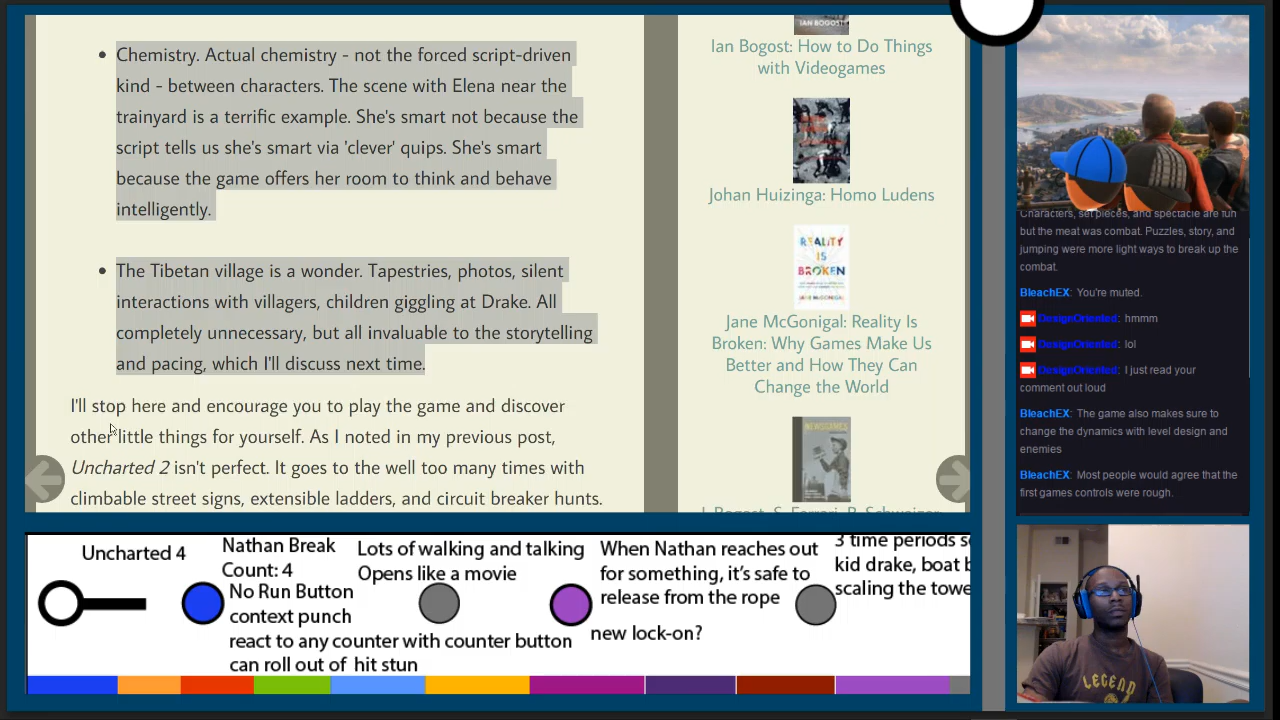 Chemistry. Actual chemistry - not the forced script-driven
kind - between characters. The scene with Elena near the
trainyard is a terrific example. She's smart not because the
script tells us she's smart via 'clever' quips. She's smart
because the game offers her room to think and behave
intelligently.
The Tibetan village is a wonder. Tapestries, photos, silent
interactions with villagers, children giggling at Drake. All
completely unnecessary, but all invaluable to the storytelling
and pacing, which I'll discuss next time.
I'll stop here and encourage you to play the game and discover
other little things for yourself. As I noted in my previous post,
Uncharted 2 isn't perfect. It goes to the well too many times with
climbable street signs, extensible ladders, and circuit breaker hunts.
IAN BOGOST
Ian Bogost: How to Do Things
with Videogames
Johan Huizinga: Homo Ludens
REALITY
IS
BROKEN
Jane McGonigal: Reality Is
Broken: Why Games Make Us
Better and How They Can
Change the World
NEWSGAMES
I. Bogost, S. Ferrari, B. Schweizer
Characters, set pieces, and spectacle are fun
but the meat was combat. Puzzles, story, and
jumping were more light ways to break up the
combat.
BleachEX: You're muted.
DesignOriented: hmmm
DesignOriented: lol
DesignOriented: I just read your
comment out loud
BleachEX: The game also makes sure to
change the dynamics with level design and
enemies
BleachEX: Most people would agree that the
first games controls were rough.
Uncharted 4
Nathan Break
Count: 4
No Run Button
context punch
react to any counter with counter button
can roll out of hit stun
Lots of walking and talking
Opens like a movie
When Nathan reaches out
for something, it's safe to
release from the rope
new lock-on?
3 time periods
kid drake, boat
scaling the
LEGEND